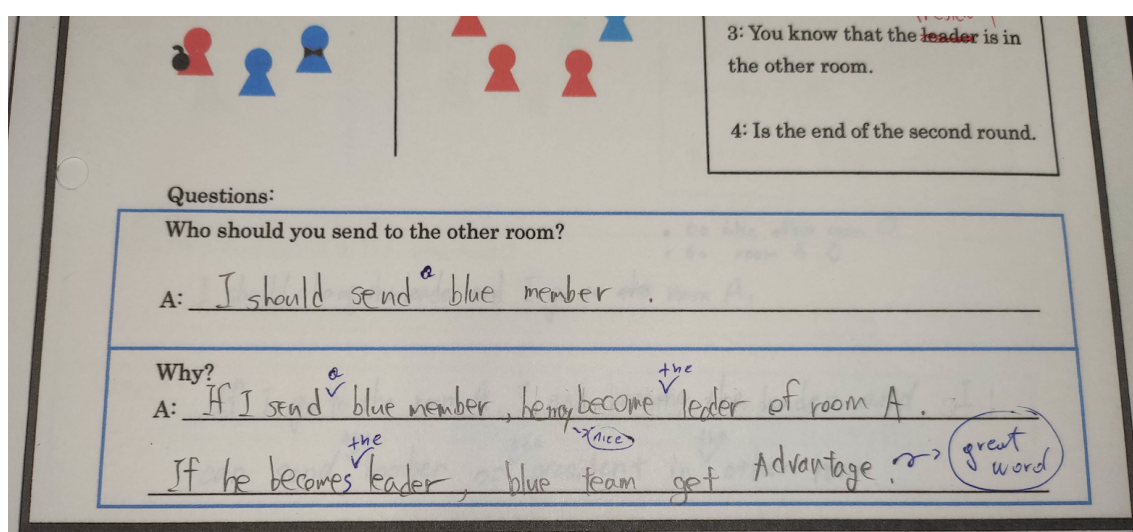 3: You know that the leader is in
the other room.
4: Is the end of the second round.
Questions:
Who should you send to the other room?
a
A: I should send blue member .
Why?
a the
A: If I send blue member , he may become leader of room A .
the nice great
If he becomes leader, blue team get Advantage. word